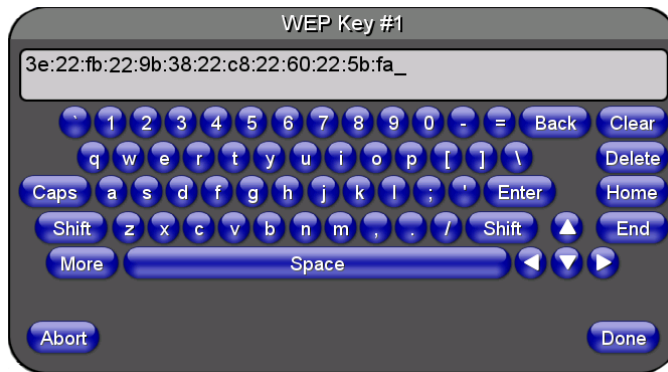 WEP Key #1
3e:22:fb:22:9b:38:22:c8:22:60:22:5b:fa_
` 1 2 3 4 5 6 7 8 9 0 - = Back Clear
q w e r t y u i o p [ ] \ Delete
Caps a s d f g h j k l ; ' Enter Home
Shift z x c v b n m , . / Shift End
More Space
Abort Done